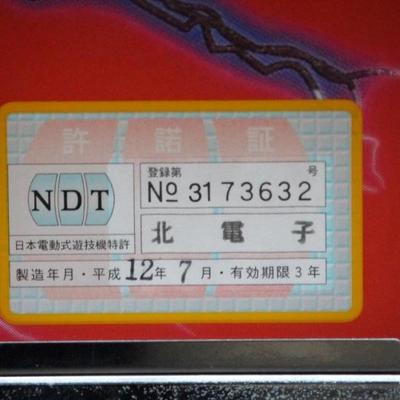 許諾証
登録第 号
NDT
№ 3173632
北電子
日本電動式遊技機特許
製造年月・平成12年 7月・有効期限3年